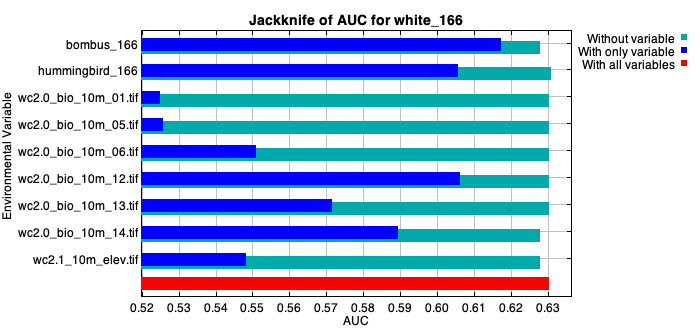 Jackknife of AUC for white_166
Without variable
With only variable
With all variables
Environmental Variable
bombus_166
hummingbird_166
wc2.0_bio_10m_01.tif
wc2.0_bio_10m_05.tif
wc2.0_bio_10m_06.tif
wc2.0_bio_10m_12.tif
wc2.0_bio_10m_13.tif
wc2.0_bio_10m_14.tif
wc2.1_10m_elev.tif
0.52 0.53 0.54 0.55 0.56 0.57 0.58 0.59 0.60 0.61 0.62 0.63
AUC